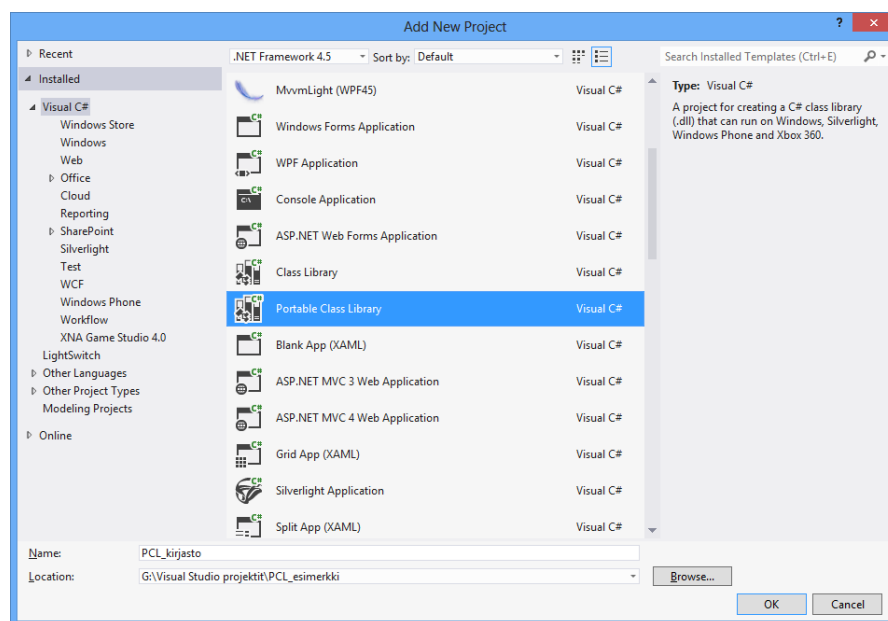 Add New Project
? ×
Recent
.NET Framework 4.5 Sort by: Default
Search Installed Templates (Ctrl+E)
Installed
Visual C#
Windows Store
Windows
Web
Office
Cloud
Reporting
SharePoint
Silverlight
Test
WCF
Windows Phone
Workflow
XNA Game Studio 4.0
LightSwitch
Other Languages
Other Project Types
Modeling Projects
Online
MvvmLight (WPF45) Visual C#
Windows Forms Application Visual C#
WPF Application Visual C#
Console Application Visual C#
ASP.NET Web Forms Application Visual C#
Class Library Visual C#
Portable Class Library Visual C#
Blank App (XAML) Visual C#
ASP.NET MVC 3 Web Application Visual C#
ASP.NET MVC 4 Web Application Visual C#
Grid App (XAML) Visual C#
Silverlight Application Visual C#
Split App (XAML) Visual C#
Type: Visual C#
A project for creating a C# class library
(.dll) that can run on Windows, Silverlight,
Windows Phone and Xbox 360.
Name: PCL_kirjasto
Location: G:\Visual Studio projektit\PCL_esimerkki
Browse...
OK Cancel